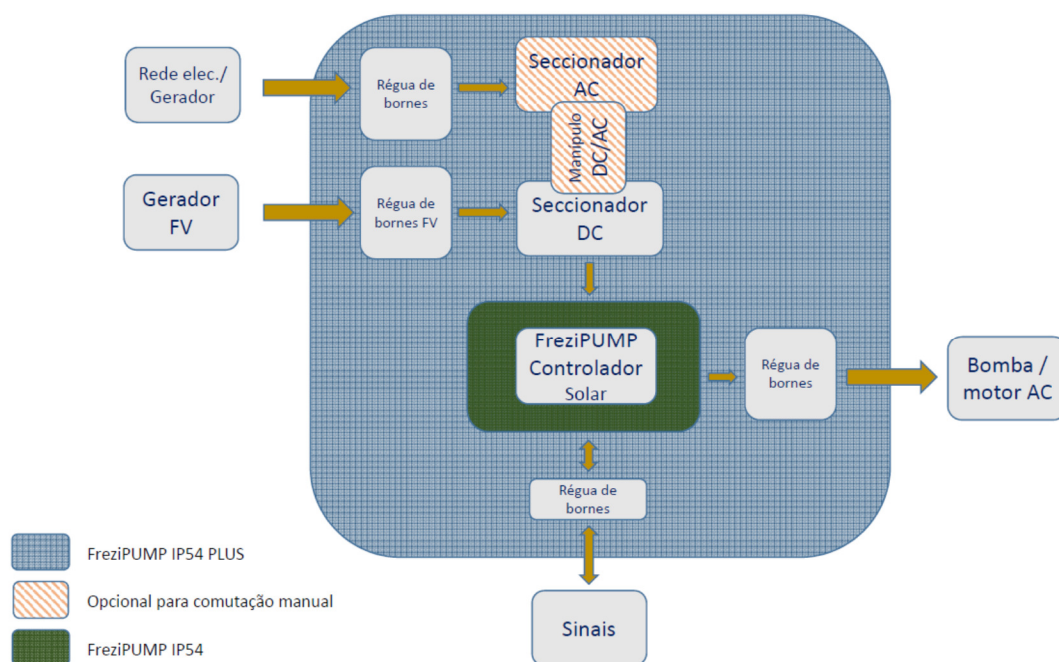 Rede elec./
Gerador
Régua de
bornes
Seccionador
AC
Manipulo
DC/AC
Gerador
FV
Régua de
bornes FV
Seccionador
DC
FreziPUMP
Controlador
Solar
Régua de
bornes
Bomba /
motor AC
Régua de
bornes
Sinais
FreziPUMP IP54 PLUS
Opcional para comutação manual
FreziPUMP IP54